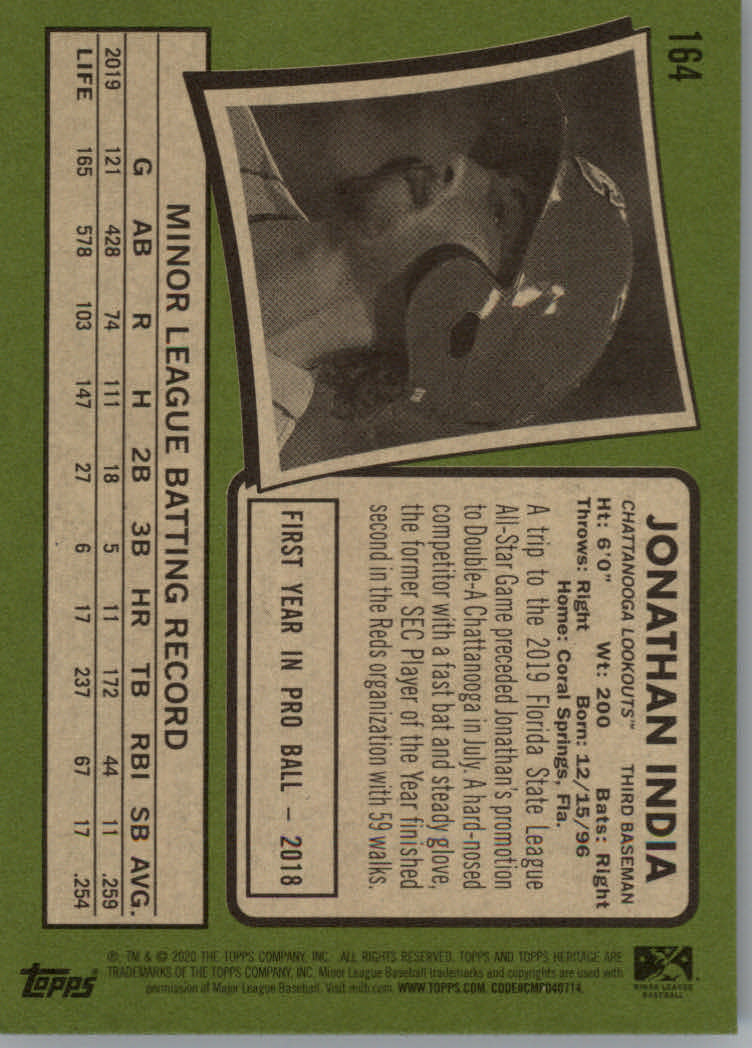 164
JONATHAN INDIA
CHATTANOOGA LOOKOUTS™ THIRD BASEMAN
Ht: 6'0" Wt: 200 Bats: Right
Throws: Right Born: 12/15/96
Home: Coral Springs, Fla.
A trip to the 2019 Florida State League
All-Star Game preceded Jonathan's promotion
to Double-A Chattanooga in July. A hard-nosed
competitor with a fast bat and steady glove,
the former SEC Player of the Year finished
second in the Reds organization with 59 walks.
FIRST YEAR IN PRO BALL – 2018
MINOR LEAGUE BATTING RECORD
G AB R H 2B 3B HR TB RBI SB AVG.
2019 121 428 74 111 18 5 11 172 44 11 .259
LIFE 165 578 103 147 27 6 17 237 67 17 .254
MINOR LEAGUE
BASEBALL
®, TM & © 2020 THE TOPPS COMPANY, INC. ALL RIGHTS RESERVED. TOPPS AND TOPPS HERITAGE ARE
TRADEMARKS OF THE TOPPS COMPANY, INC. Minor League Baseball trademarks and copyrights are used with
permission of Major League Baseball. Visit milb.com. WWW.TOPPS.COM. CODE#CMPD40714.
Topps®